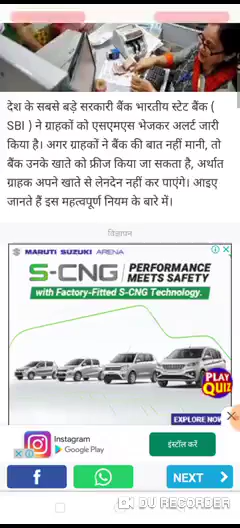 देश के सबसे बड़े सरकारी बैंक भारतीय स्टेट बैंक (
SBI ) ने ग्राहकों को एसएमएस भेजकर अलर्ट जारी
किया है। अगर ग्राहकों ने बैंक की बात नहीं मानी, तो
बैंक उनके खाते को फ्रीज किया जा सकता है, अर्थात
ग्राहक अपने खाते से लेनदेन नहीं कर पाएंगे। आइए
जानते हैं इस महत्वपूर्ण नियम के बारे में।
विज्ञापन
MARUTI SUZUKI ARENA
S-CNG PERFORMANCE
MEETS SAFETY
with Factory-Fitted S-CNG Technology.
PLAY
QUIZ
EXPLORE NOW
Instagram
Google Play
इंस्टॉल करें
NEXT
DU RECORDER